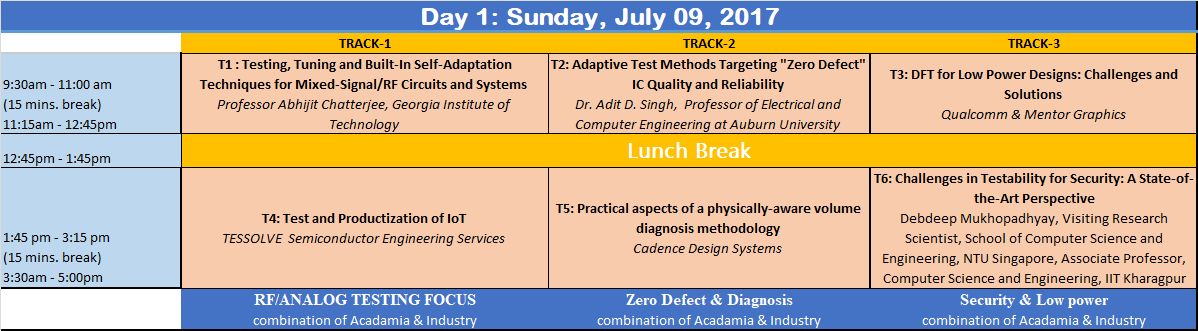 Day 1: Sunday, July 09, 2017
TRACK-1
TRACK-2
TRACK-3
9:30am - 11:00 am
(15 mins. break)
11:15am - 12:45pm
T1 : Testing, Tuning and Built-In Self-Adaptation
Techniques for Mixed-Signal/RF Circuits and Systems
Professor Abhijit Chatterjee, Georgia Institute of
Technology
T2: Adaptive Test Methods Targeting "Zero Defect"
IC Quality and Reliability
Dr. Adit D. Singh, Professor of Electrical and
Computer Engineering at Auburn University
T3: DFT for Low Power Designs: Challenges and
Solutions
Qualcomm & Mentor Graphics
12:45pm - 1:45pm
Lunch Break
1:45 pm - 3:15 pm
(15 mins. break)
3:30am - 5:00pm
T4: Test and Productization of IoT
TESSOLVE Semiconductor Engineering Services
T5: Practical aspects of a physically-aware volume
diagnosis methodology
Cadence Design Systems
T6: Challenges in Testability for Security: A State-of-
the-Art Perspective
Debdeep Mukhopadhyay, Visiting Research
Scientist, School of Computer Science and
Engineering, NTU Singapore, Associate Professor,
Computer Science and Engineering, IIT Kharagpur
RF/ANALOG TESTING FOCUS
combination of Acadamia & Industry
Zero Defect & Diagnosis
combination of Acadamia & Industry
Security & Low power
combination of Acadamia & Industry